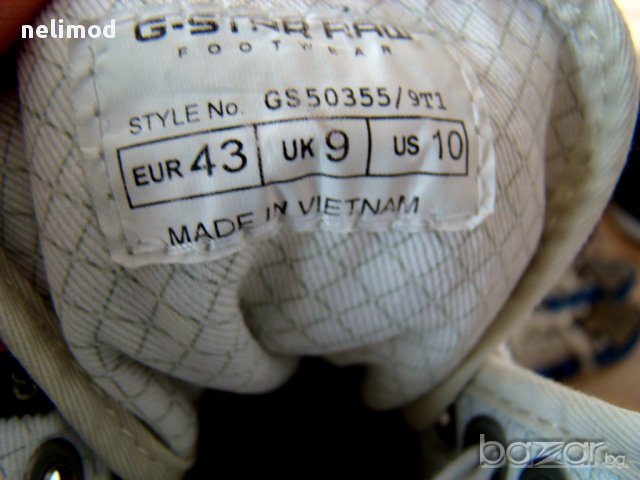 nelimod
G-STAR RAW
FOOTWEAR
STYLE No. GS50355/9T1
EUR 43 UK 9 US 10
MADE IN VIETNAM
bazar.bg